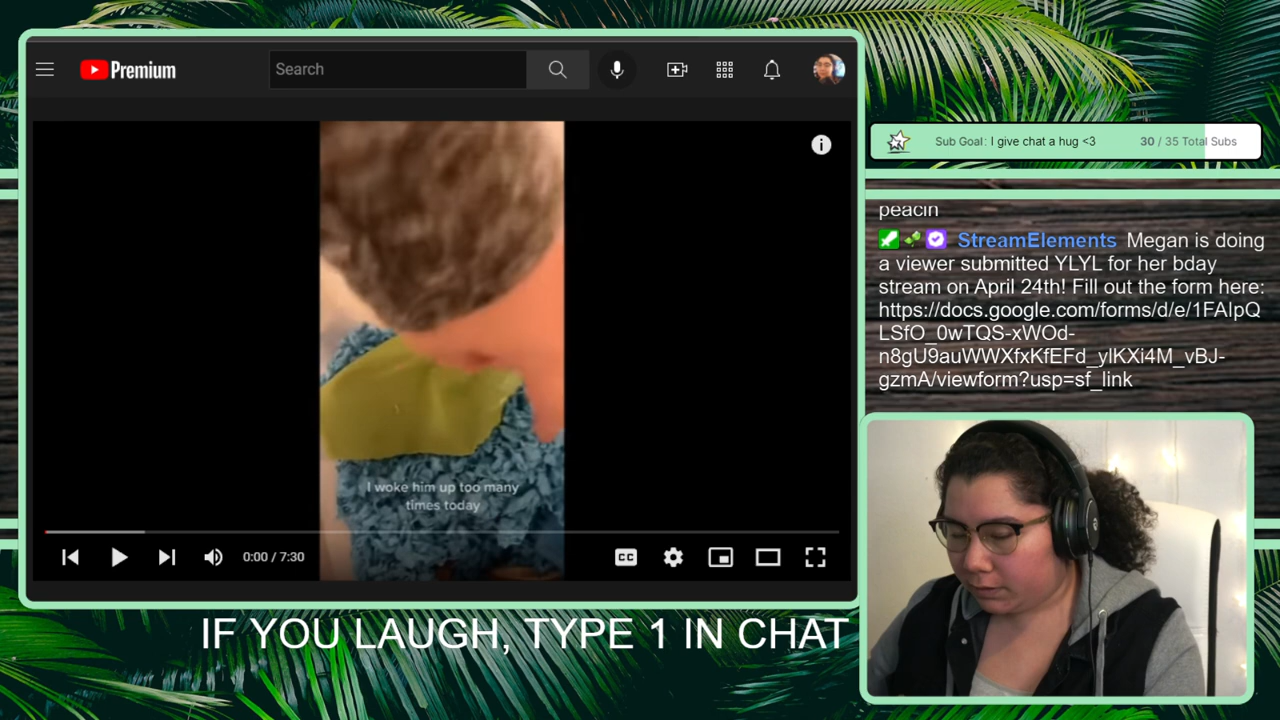 Premium
Search
Sub Goal: I give chat a hug <3 30 / 35 Total Subs
peacin
StreamElements Megan is doing
a viewer submitted YLYL for her bday
stream on April 24th! Fill out the form here:
https://docs.google.com/forms/d/e/1FAIpQ
LSfO_0wTQS-xWOd-
n8gU9auWWXfxKfEFd_ylKXi4M_vBJ-
gzmA/viewform?usp=sf_link
I woke him up too many
times today
0:00 / 7:30
CC
IF YOU LAUGH, TYPE 1 IN CHAT